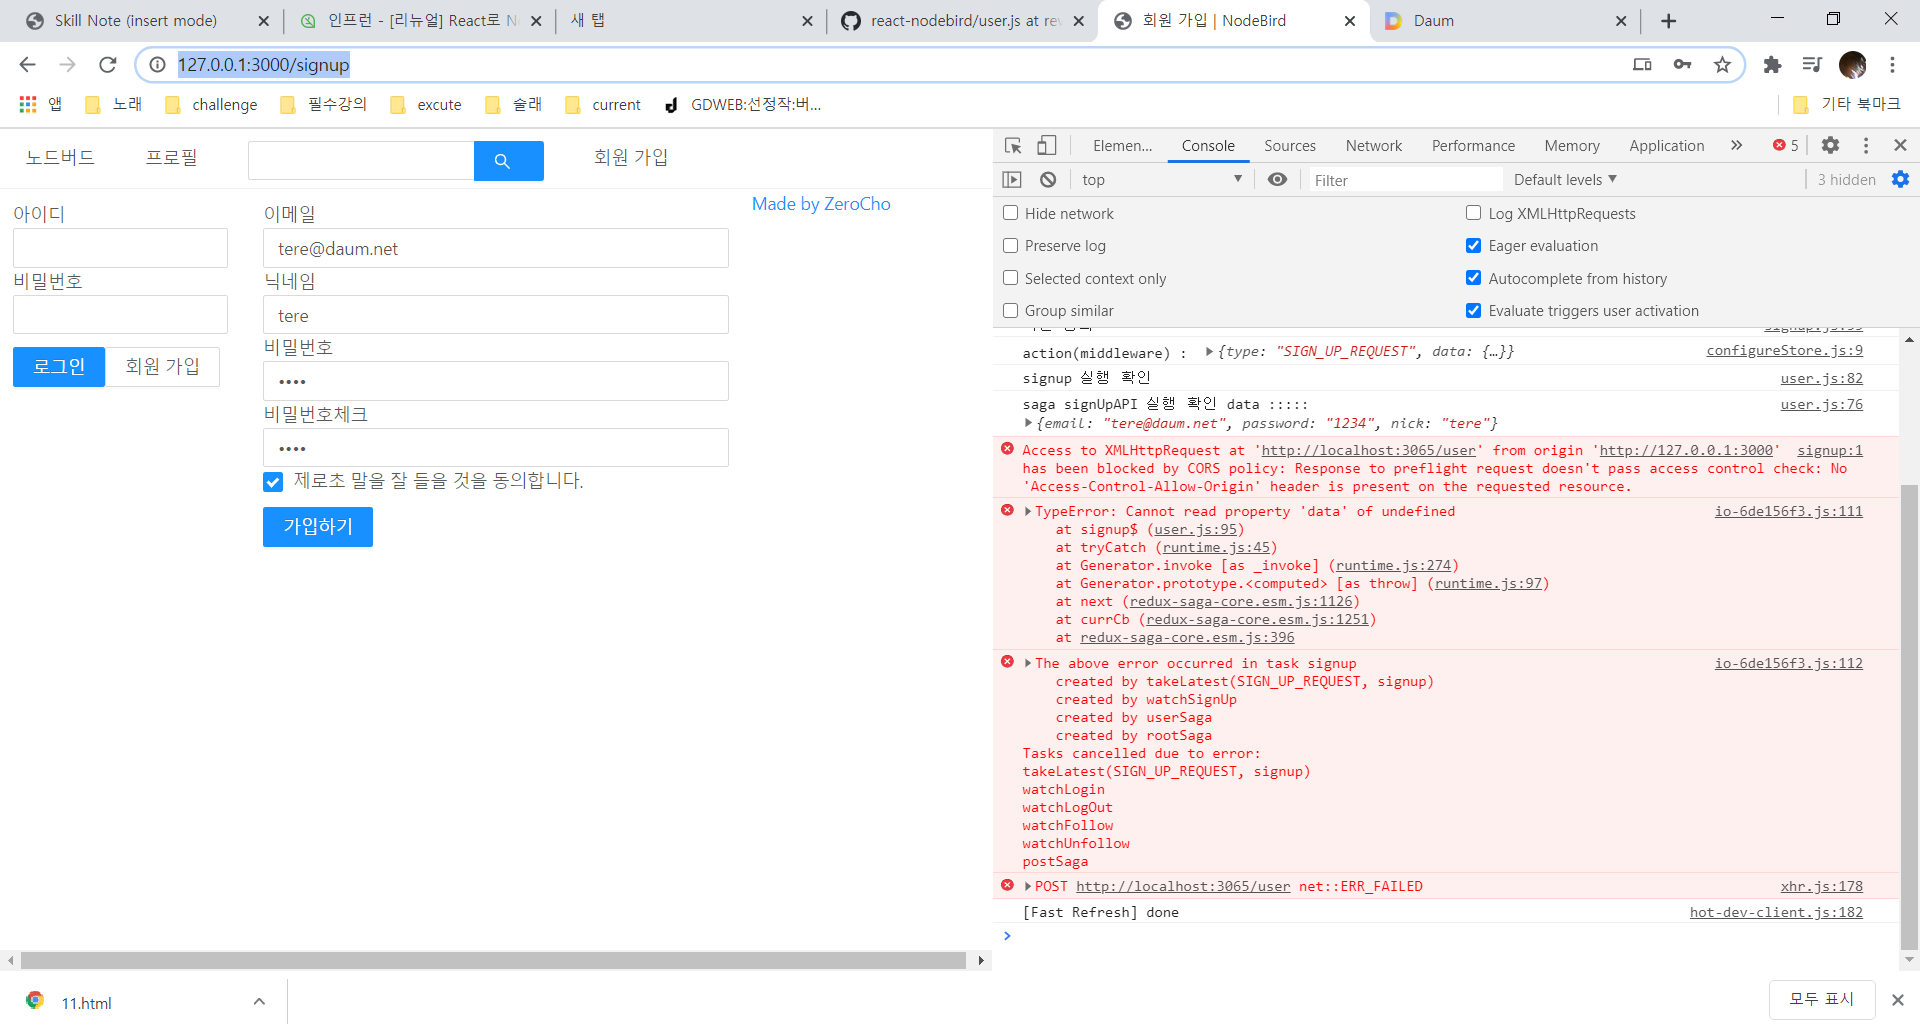 Skill Note (insert mode)
인프런 - [리뉴얼] React로 N
새 탭
react-nodebird/user.js at rev
회원 가입 | NodeBird
Daum
127.0.0.1:3000/signup
앱
노래
challenge
필수강의
excute
술래
current
GDWEB:선정작:버...
기타 북마크
노드버드
프로필
회원 가입
아이디
비밀번호
로그인
회원 가입
이메일
tere@daum.net
닉네임
tere
비밀번호
••••
비밀번호체크
••••
제로초 말을 잘 들을 것을 동의합니다.
가입하기
Made by ZeroCho
Elemen... Console Sources Network Performance Memory Application » 5
top Filter Default levels ▼ 3 hidden
Hide network Log XMLHttpRequests
Preserve log Eager evaluation
Selected context only Autocomplete from history
Group similar Evaluate triggers user activation
action(middleware) : ▶{type: "SIGN_UP_REQUEST", data: {…}} configureStore.js:9
signup 실행 확인 user.js:82
saga signUpAPI 실행 확인 data ::::: user.js:76
▶{email: "tere@daum.net", password: "1234", nick: "tere"}
Access to XMLHttpRequest at 'http://localhost:3065/user' from origin 'http://127.0.0.1:3000' signup:1
has been blocked by CORS policy: Response to preflight request doesn't pass access control check: No
'Access-Control-Allow-Origin' header is present on the requested resource.
▶TypeError: Cannot read property 'data' of undefined io-6de156f3.js:111
at signup$ (user.js:95)
at tryCatch (runtime.js:45)
at Generator.invoke [as _invoke] (runtime.js:274)
at Generator.prototype.<computed> [as throw] (runtime.js:97)
at next (redux-saga-core.esm.js:1126)
at currCb (redux-saga-core.esm.js:1251)
at redux-saga-core.esm.js:396
▶The above error occurred in task signup io-6de156f3.js:112
created by takeLatest(SIGN_UP_REQUEST, signup)
created by watchSignUp
created by userSaga
created by rootSaga
Tasks cancelled due to error:
takeLatest(SIGN_UP_REQUEST, signup)
watchLogin
watchLogOut
watchFollow
watchUnfollow
postSaga
▶POST http://localhost:3065/user net::ERR_FAILED xhr.js:178
[Fast Refresh] done hot-dev-client.js:182
11.html
모두 표시